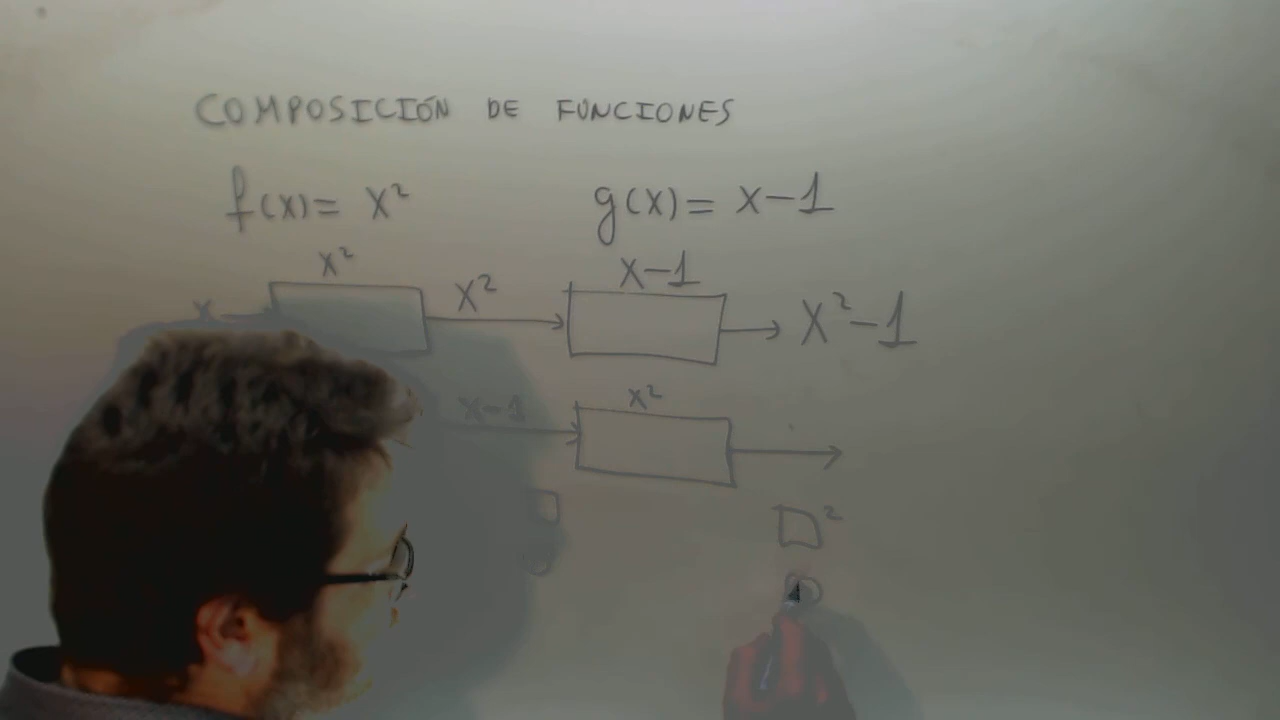 COMPOSICIÓN DE FUNCIONES
f(x)= x² g(x)= x-1
x² x-1
x x² x²-1
x²
x-1
2